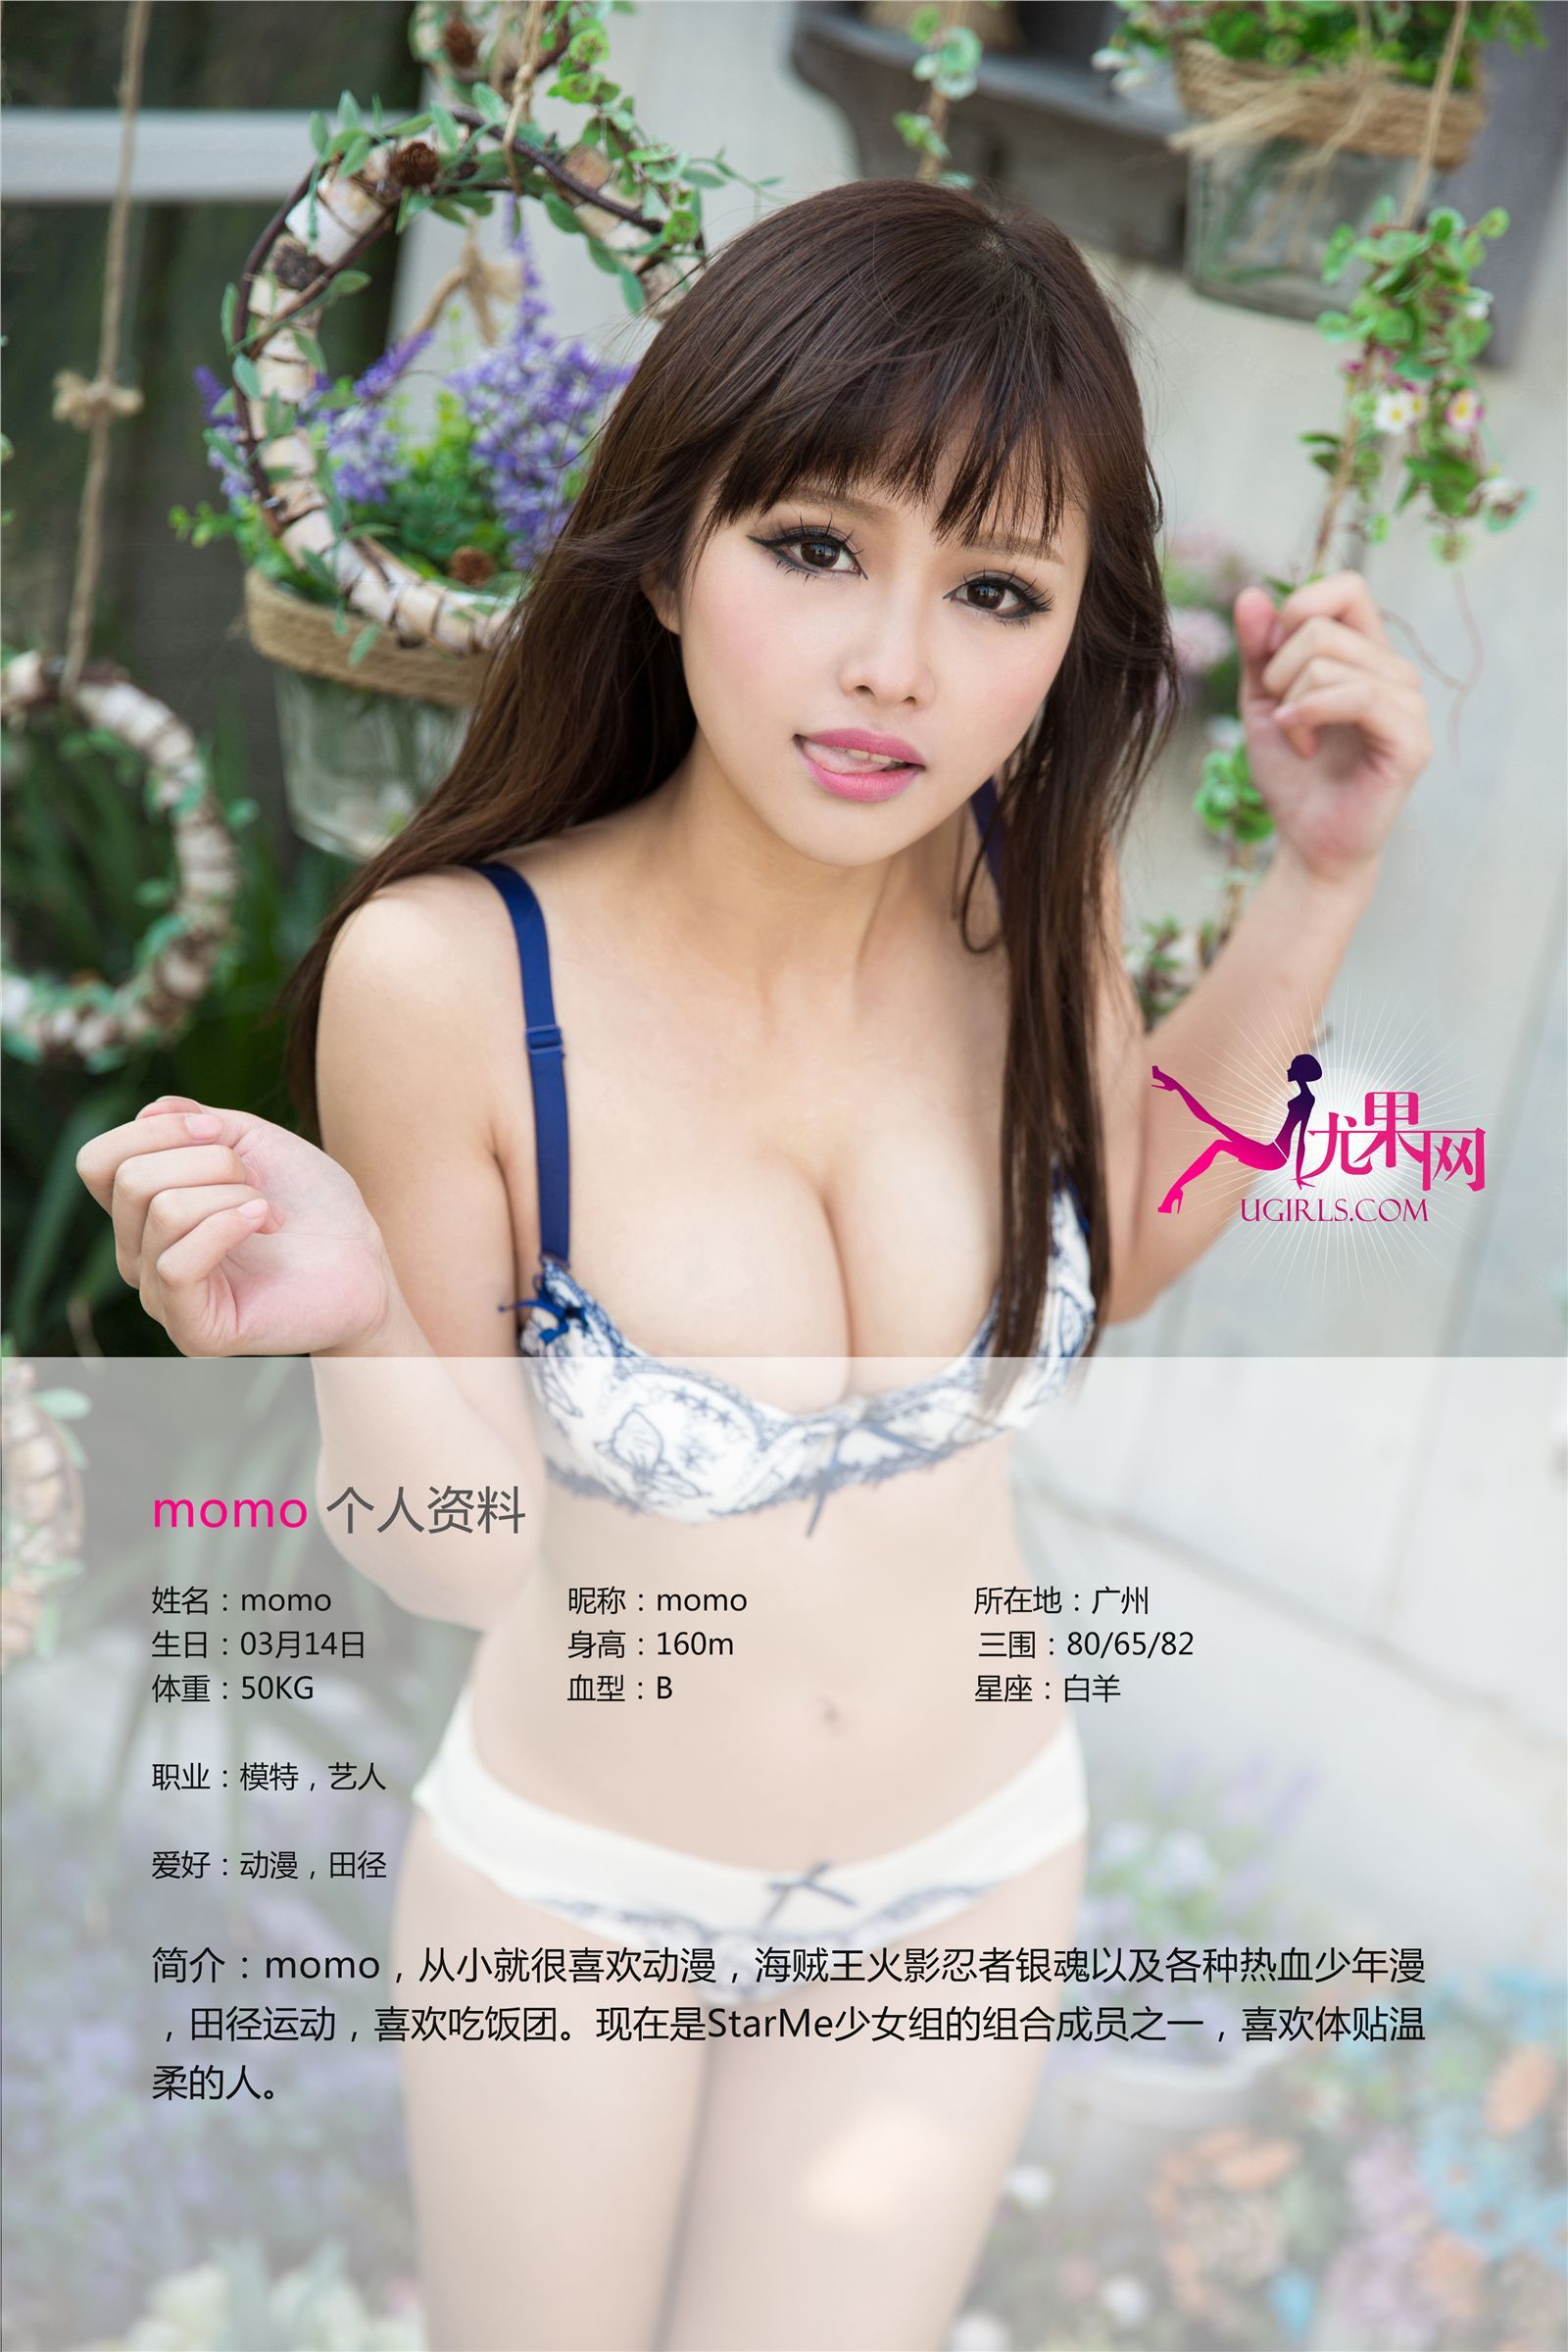 优果网
UGIRLS.COM
momo 个人资料
姓名：momo 昵称：momo 所在地：广州
生日：03月14日 身高：160m 三围：80/65/82
体重：50KG 血型：B 星座：白羊
职业：模特，艺人
爱好：动漫，田径
简介：momo，从小就很喜欢动漫，海贼王火影忍者银魂以及各种热血少年漫
，田径运动，喜欢吃饭团。现在是StarMe少女组的组合成员之一，喜欢体贴温
柔的人。